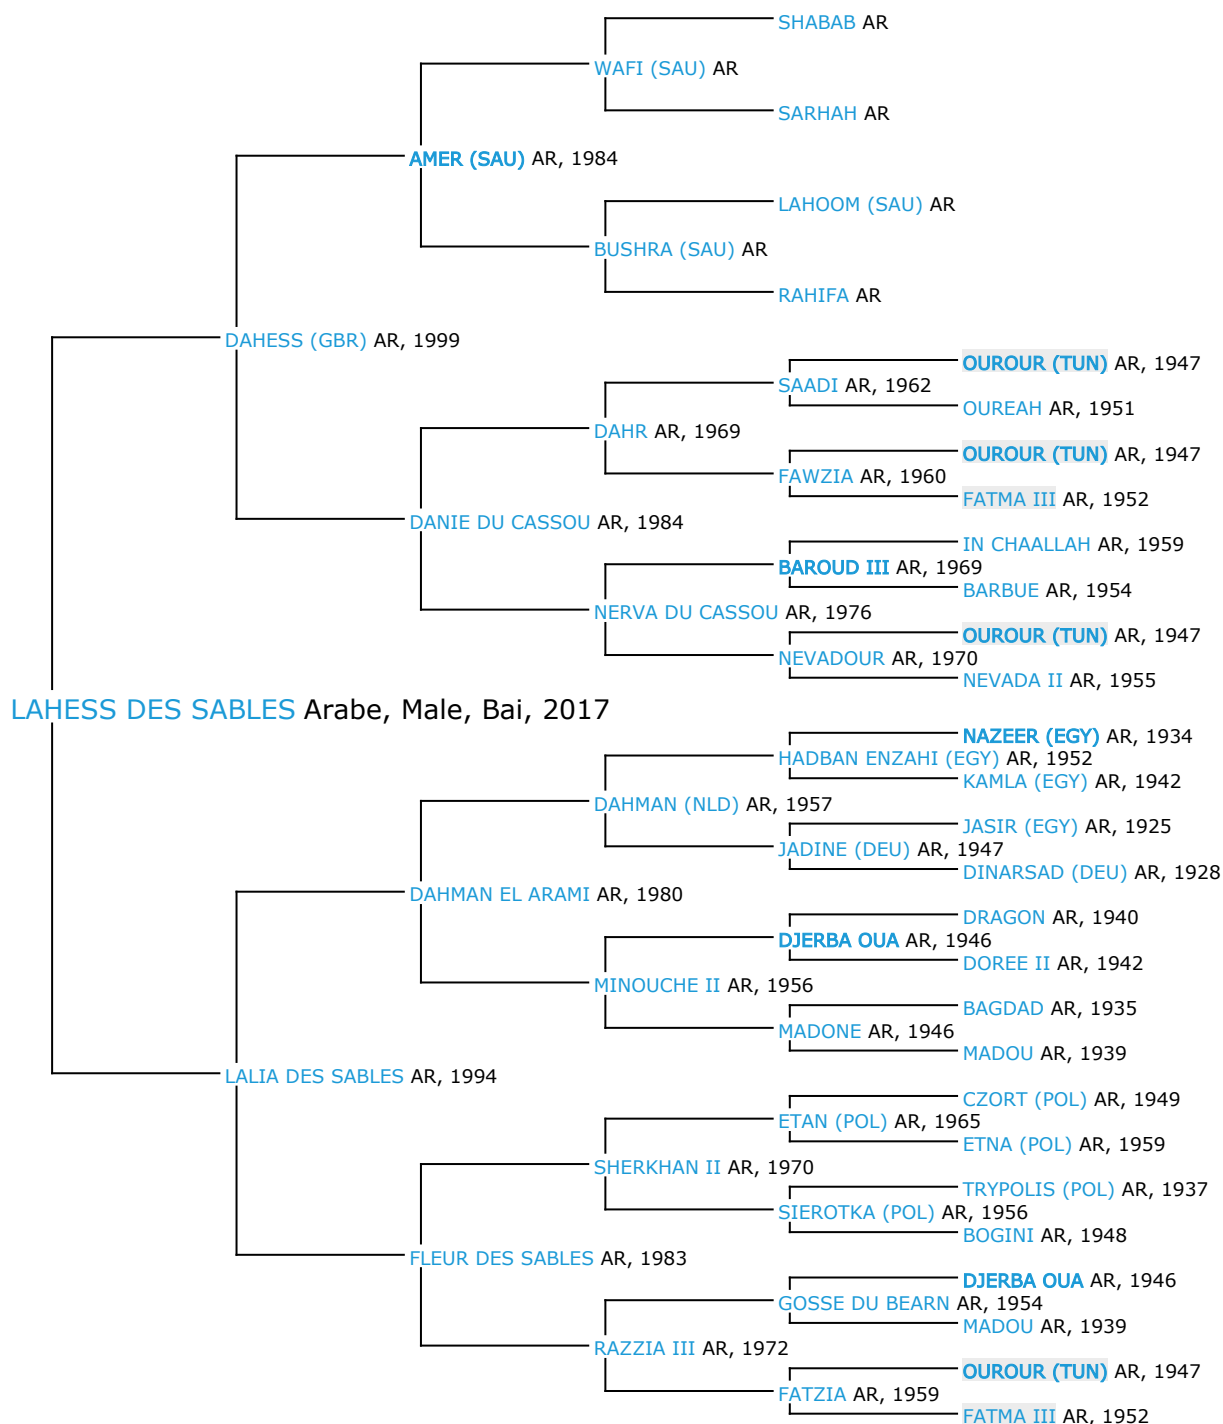 SHABAB AR
WAFI (SAU) AR
SARHAH AR
AMER (SAU) AR, 1984
LAHOOM (SAU) AR
BUSHRA (SAU) AR
RAHIFA AR
DAHESS (GBR) AR, 1999
OUROUR (TUN) AR, 1947
SAADI AR, 1962
OUREAH AR, 1951
DAHR AR, 1969
OUROUR (TUN) AR, 1947
FAWZIA AR, 1960
FATMA III AR, 1952
DANIE DU CASSOU AR, 1984
IN CHAALLAH AR, 1959
BAROUD III AR, 1969
BARBUE AR, 1954
NERVA DU CASSOU AR, 1976
OUROUR (TUN) AR, 1947
NEVADOUR AR, 1970
NEVADA II AR, 1955
LAHESS DES SABLES Arabe, Male, Bai, 2017
NAZEER (EGY) AR, 1934
HADBAN ENZAHI (EGY) AR, 1952
KAMLA (EGY) AR, 1942
DAHMAN (NLD) AR, 1957
JASIR (EGY) AR, 1925
JADINE (DEU) AR, 1947
DINARSAD (DEU) AR, 1928
DAHMAN EL ARAMI AR, 1980
DRAGON AR, 1940
DJERBA OUA AR, 1946
DOREE II AR, 1942
MINOUCHE II AR, 1956
BAGDAD AR, 1935
MADONE AR, 1946
MADOU AR, 1939
LALIA DES SABLES AR, 1994
CZORT (POL) AR, 1949
ETAN (POL) AR, 1965
ETNA (POL) AR, 1959
SHERKHAN II AR, 1970
TRYPOLIS (POL) AR, 1937
SIEROTKA (POL) AR, 1956
BOGINI AR, 1948
FLEUR DES SABLES AR, 1983
DJERBA OUA AR, 1946
GOSSE DU BEARN AR, 1954
MADOU AR, 1939
RAZZIA III AR, 1972
OUROUR (TUN) AR, 1947
FATZIA AR, 1959
FATMA III AR, 1952